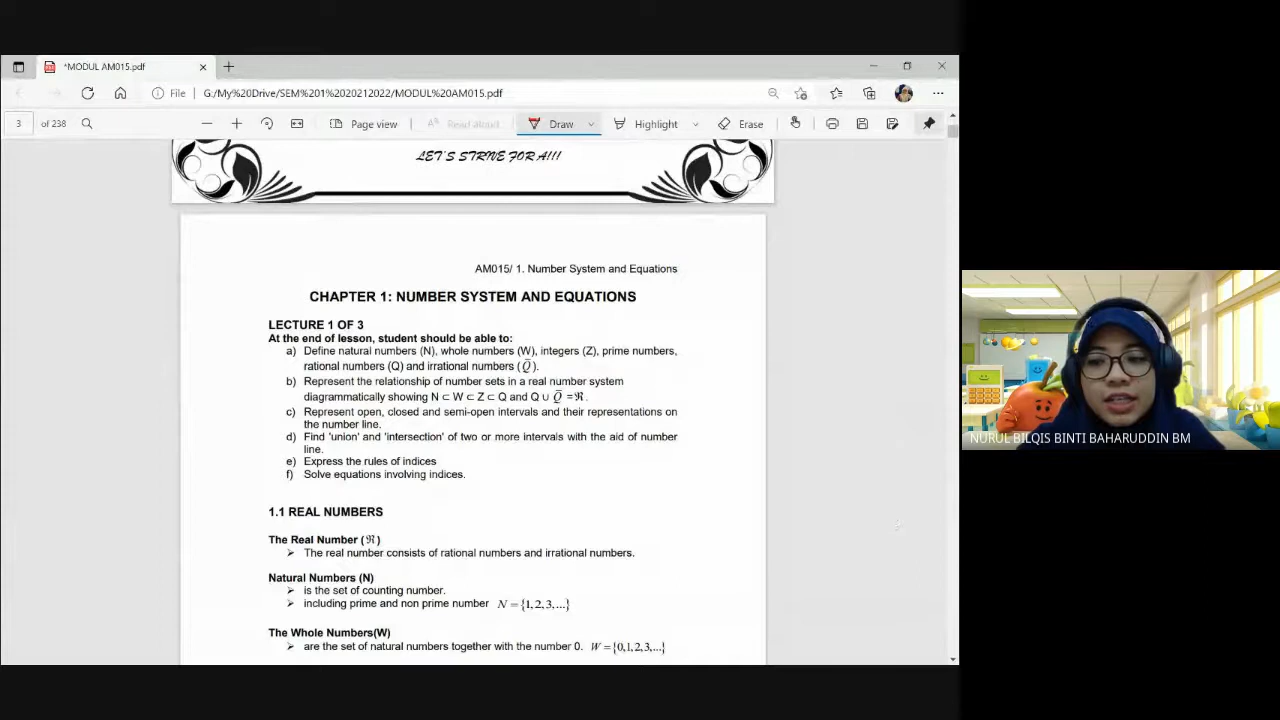 *MODUL AM015.pdf
File
G:/My%20Drive/SEM%201%2020212022/MODUL%20AM015.pdf
3
of 238
Page view
Read aloud
Draw
Highlight
Erase
LET'S STRIVE FOR A!!!
AM015/ 1. Number System and Equations
CHAPTER 1: NUMBER SYSTEM AND EQUATIONS
LECTURE 1 OF 3
At the end of lesson, student should be able to:
a) Define natural numbers (N), whole numbers (W), integers (Z), prime numbers,
rational numbers (Q) and irrational numbers ( Q̅ ).
b) Represent the relationship of number sets in a real number system
diagrammatically showing N ⊂ W ⊂ Z ⊂ Q and Q ∪ Q̅ =ℜ .
c) Represent open, closed and semi-open intervals and their representations on
the number line.
d) Find 'union' and 'intersection' of two or more intervals with the aid of number
line.
e) Express the rules of indices
f) Solve equations involving indices.
1.1 REAL NUMBERS
The Real Number ( ℜ )
➢ The real number consists of rational numbers and irrational numbers.
Natural Numbers (N)
➢ is the set of counting number.
➢ including prime and non prime number N = {1, 2, 3,...}
The Whole Numbers(W)
➢ are the set of natural numbers together with the number 0. W = {0,1, 2, 3,...}
NURUL BILQIS BINTI BAHARUDDIN BM